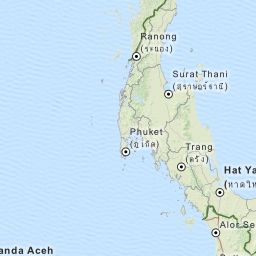 Ranong
(ระนอง)
Surat Thani
(สุราษฎร์ธานี)
Phuket
(ภูเก็ต)
Trang
(ตรัง)
Hat Ya
(หาดให
Alor Se
anda Aceh